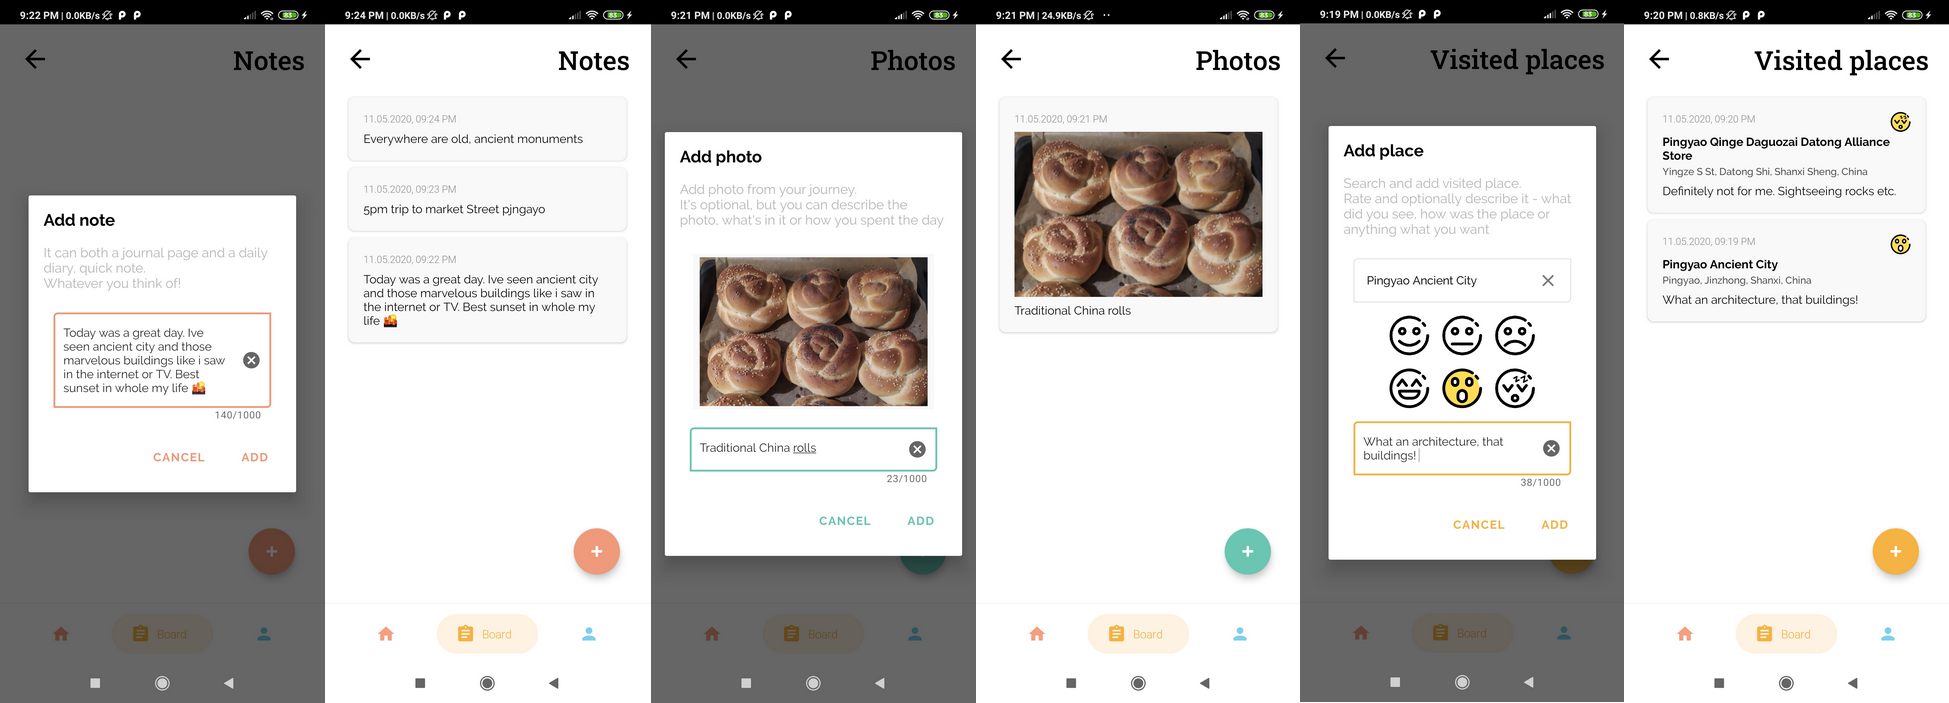 9:22 PM | 0.0KB/s
83
Notes
Add note
It can both a journal page and a daily
diary, quick note.
Whatever you think of!
Today was a great day. Ive
seen ancient city and those
marvelous buildings like i saw
in the internet or TV. Best
sunset in whole my life 🌇
140/1000
CANCEL ADD
Board
9:24 PM | 0.0KB/s
83
Notes
11.05.2020, 09:24 PM
Everywhere are old, ancient monuments
11.05.2020, 09:23 PM
5pm trip to market Street pjngayo
11.05.2020, 09:22 PM
Today was a great day. Ive seen ancient city
and those marvelous buildings like i saw in
the internet or TV. Best sunset in whole my
life 🌇
Board
9:21 PM | 0.0KB/s
83
Photos
Add photo
Add photo from your journey.
It's optional, but you can describe the
photo, what's in it or how you spent the day
Traditional China rolls
23/1000
CANCEL ADD
Board
9:21 PM | 24.9KB/s
83
Photos
11.05.2020, 09:21 PM
Traditional China rolls
Board
9:19 PM | 0.0KB/s
83
Visited places
Add place
Search and add visited place.
Rate and optionally describe it - what
did you see, how was the place or
anything what you want
Pingyao Ancient City
What an architecture, that
buildings!
38/1000
CANCEL ADD
Board
9:20 PM | 0.8KB/s
83
Visited places
11.05.2020, 09:20 PM
Pingyao Qinge Daguozai Datong Alliance
Store
Yingze S St, Datong Shi, Shanxi Sheng, China
Definitely not for me. Sightseeing rocks etc.
11.05.2020, 09:19 PM
Pingyao Ancient City
Pingyao, Jinzhong, Shanxi, China
What an architecture, that buildings!
Board